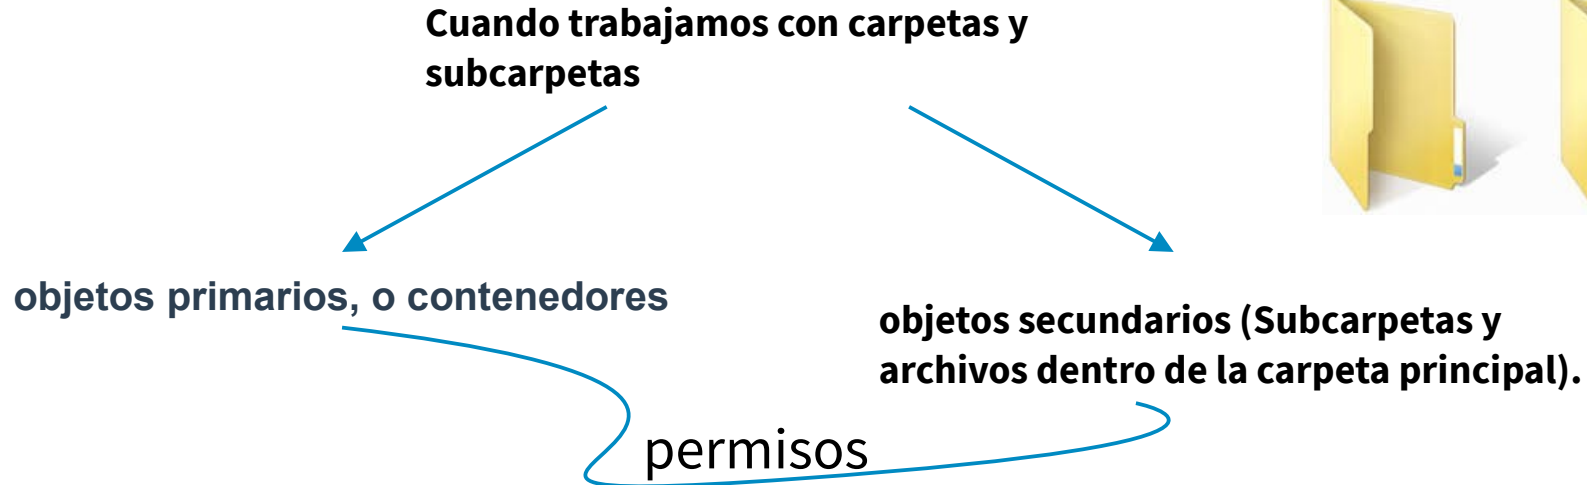 Cuando trabajamos con carpetas y
subcarpetas
objetos primarios, o contenedores
objetos secundarios (Subcarpetas y
archivos dentro de la carpeta principal).
permisos